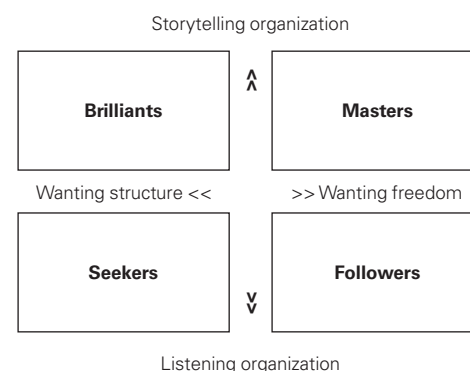 Storytelling organization
Brilliants
Masters
Wanting structure <<
>> Wanting freedom
Seekers
Followers
Listening organization